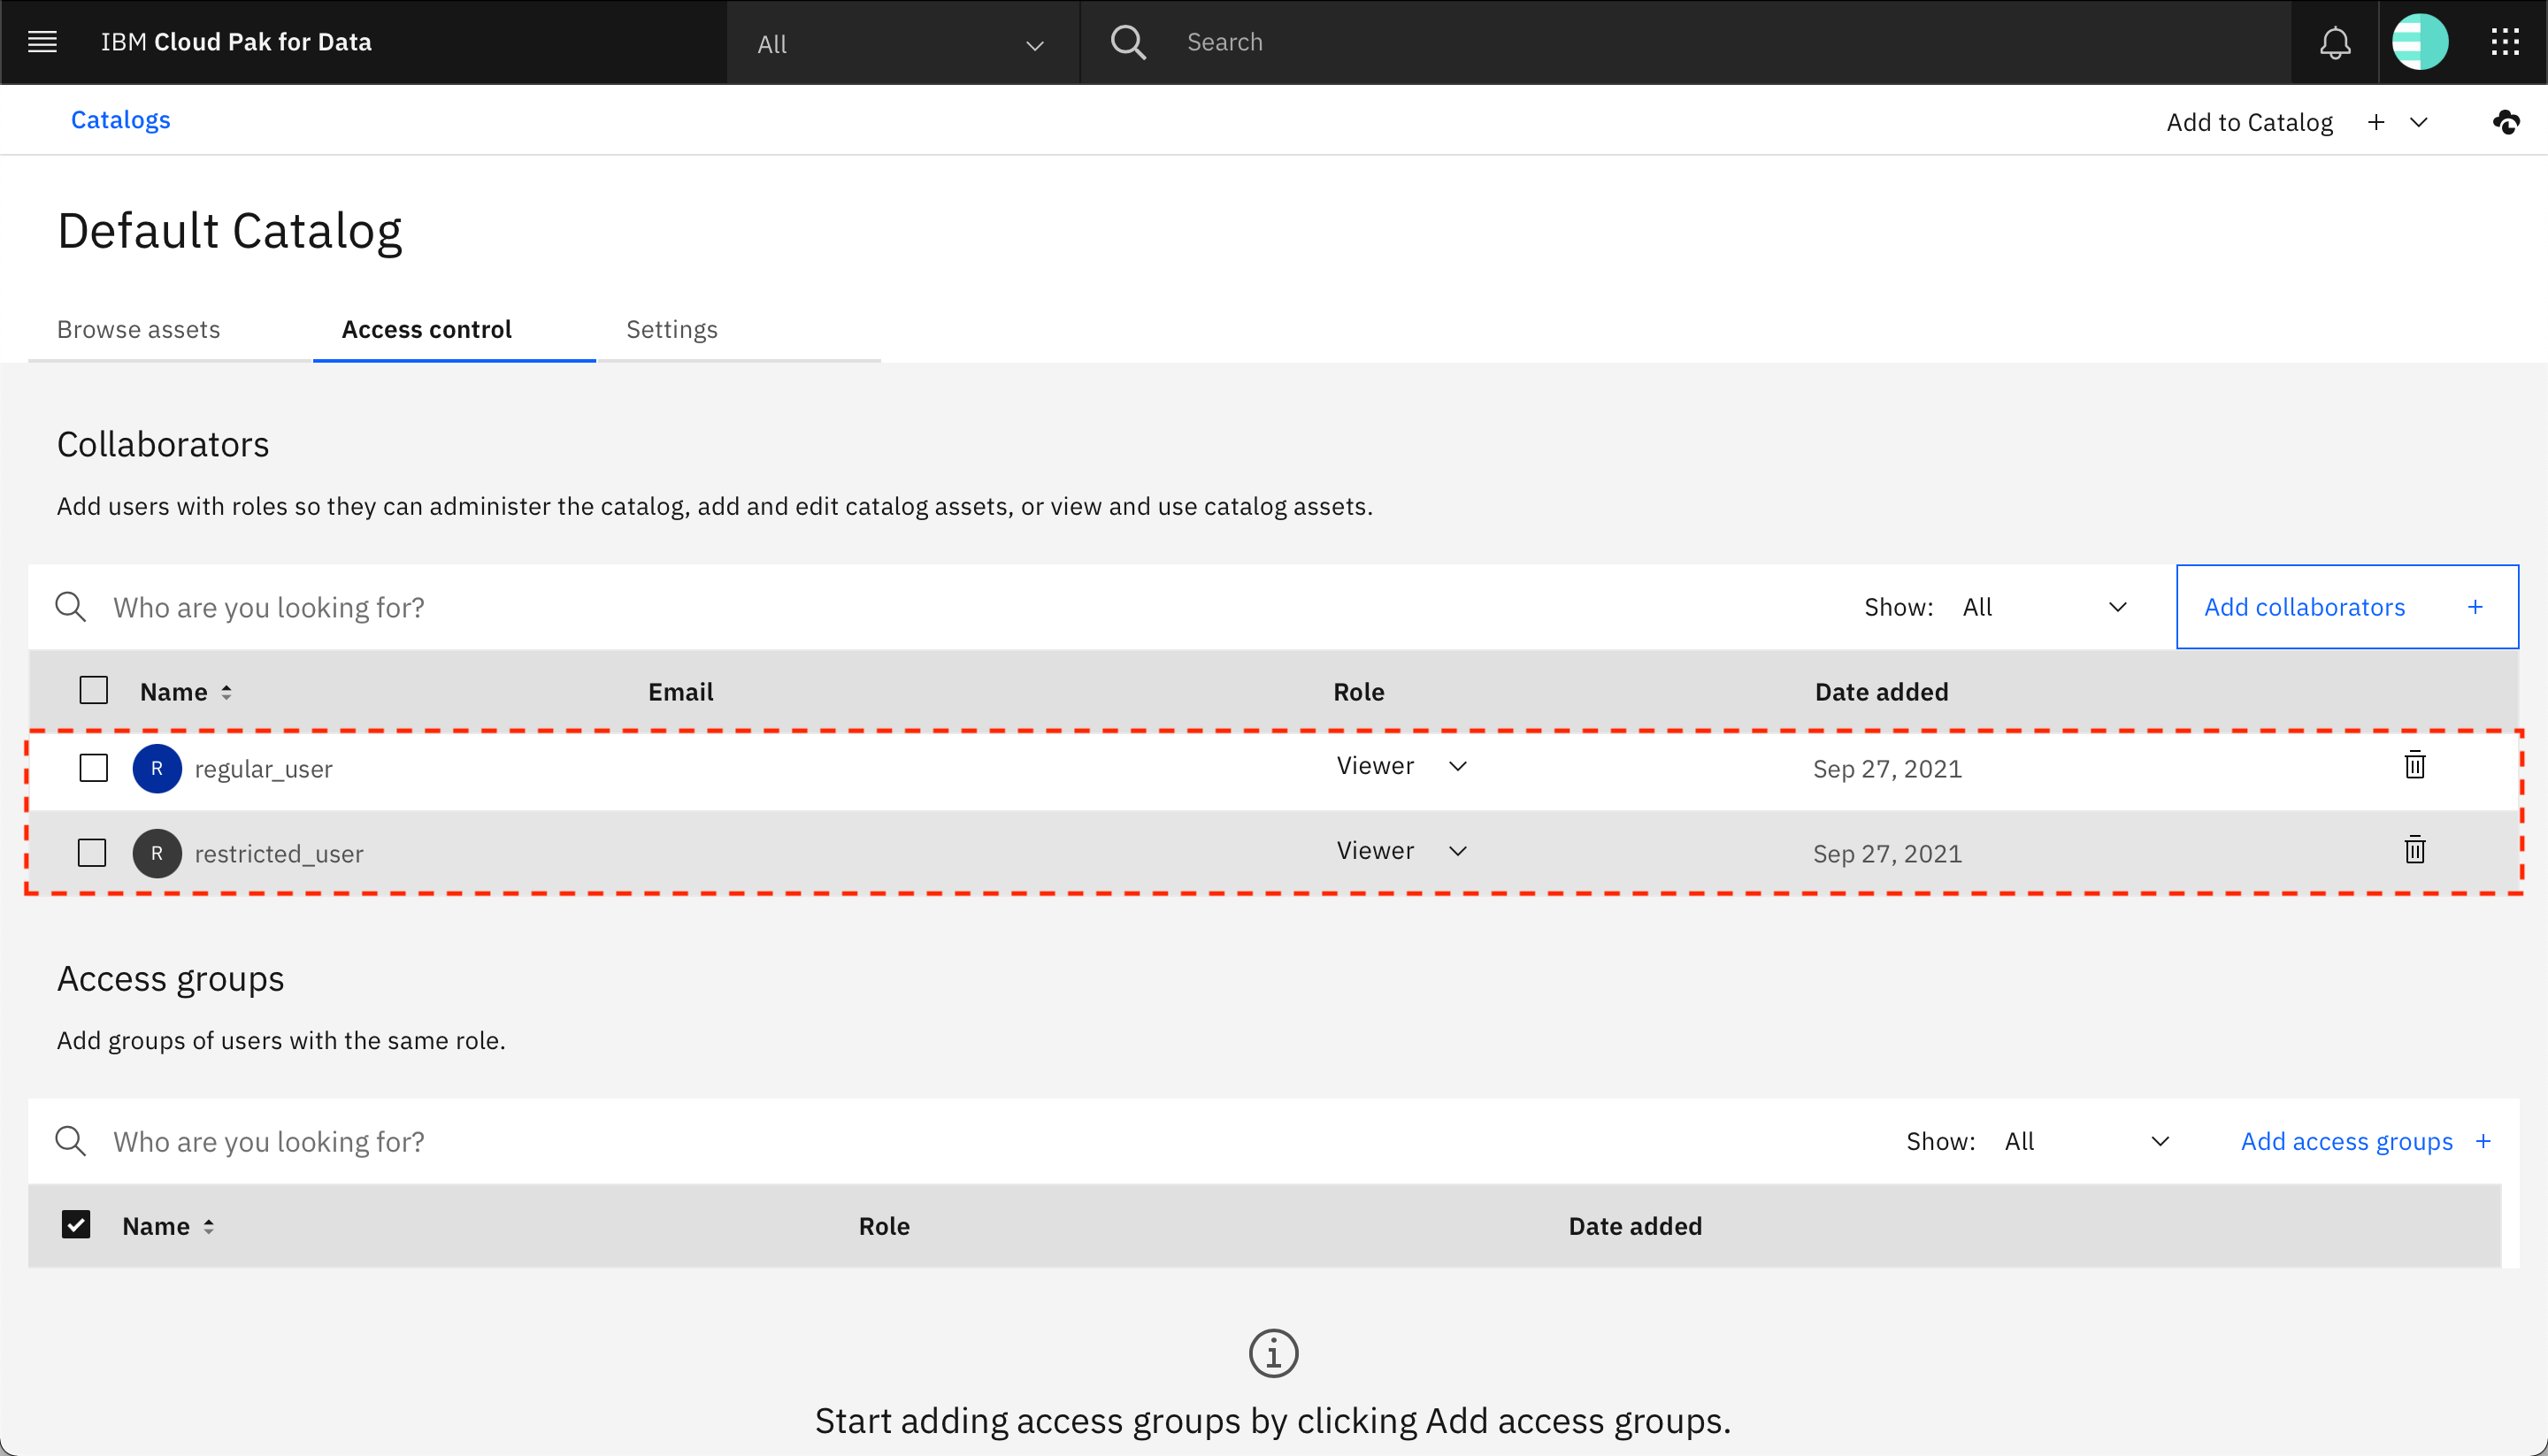 IBM Cloud Pak for Data
All
Search
Catalogs
Add to Catalog
Default Catalog
Browse assets
Access control
Settings
Collaborators
Add users with roles so they can administer the catalog, add and edit catalog assets, or view and use catalog assets.
Who are you looking for?
Show: All
Add collaborators +
Name Email Role Date added
R regular_user Viewer Sep 27, 2021
R restricted_user Viewer Sep 27, 2021
Access groups
Add groups of users with the same role.
Who are you looking for?
Show: All
Add access groups +
Name Role Date added
Start adding access groups by clicking Add access groups.